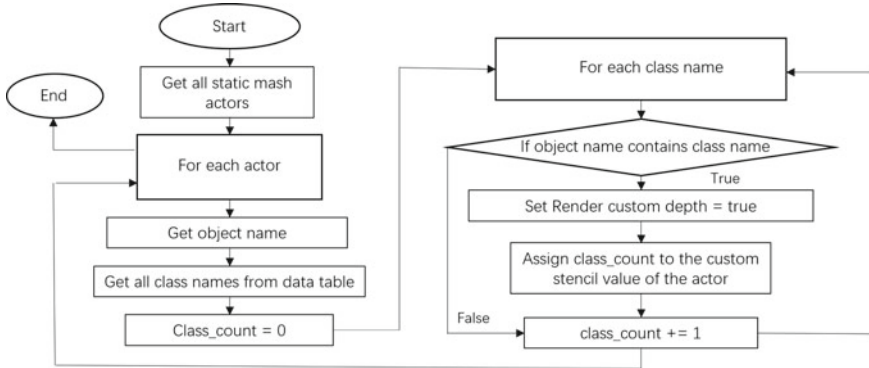 Start
Get all static mash
actors
End
For each actor
Get object name
Get all class names from data table
Class_count = 0
For each class name
If object name contains class name
True
Set Render custom depth = true
Assign class_count to the custom
stencil value of the actor
False
class_count += 1